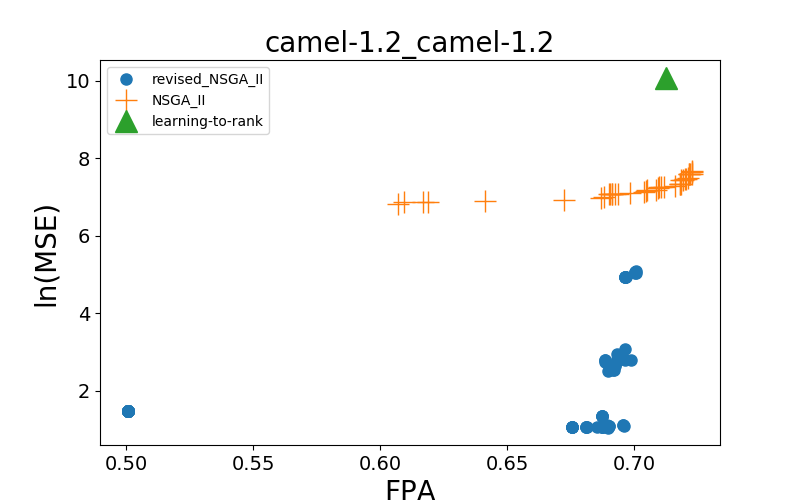 camel-1.2_camel-1.2
revised_NSGA_II
NSGA_II
learning-to-rank
10
8
6
4
2
ln(MSE)
0.50 0.55 0.60 0.65 0.70
FPA